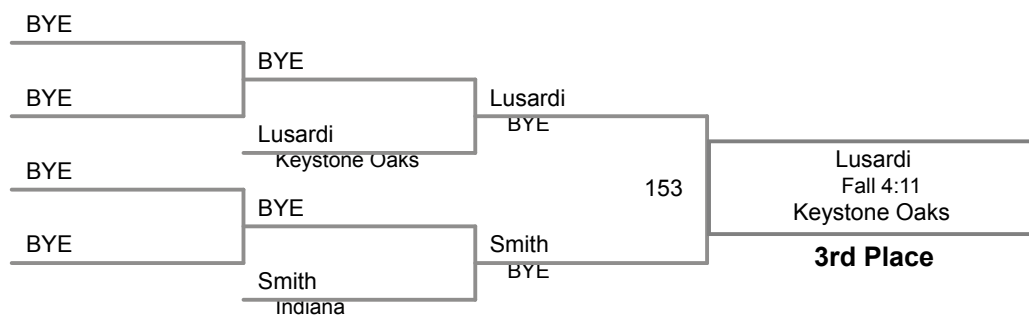 BYE
BYE
BYE
Lusardi
BYE
Lusardi
Keystone Oaks
BYE
BYE
BYE
Smith
BYE
Smith
Indiana
153
Lusardi
Fall 4:11
Keystone Oaks
3rd Place